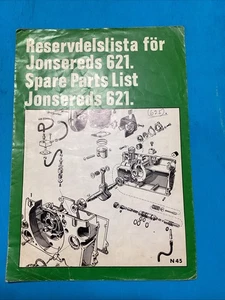 Reservdelslista för
Jonsereds 621.
Spare Parts List
Jonsereds 621.
N 45